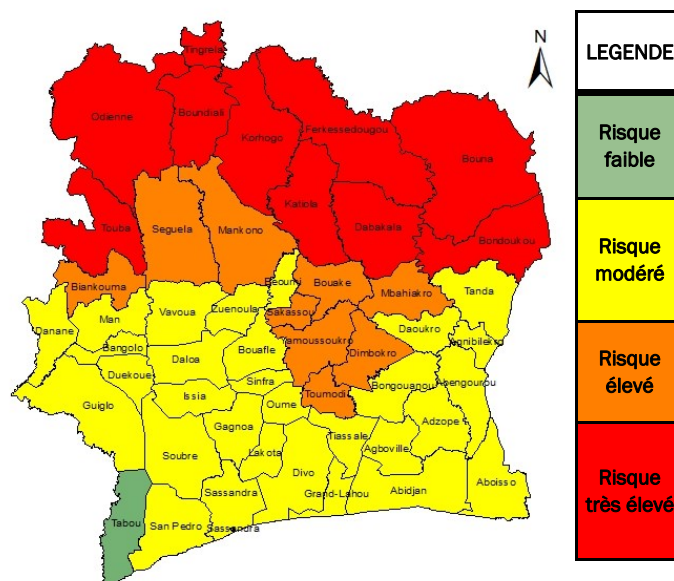 N
Tingrela
Odienne
Boundiali
Korhogo
Ferkessedougou
Bouna
Katiola
Dabakala
Touba
Bondoukou
Seguela
Mankono
Biankouma
Beoumi
Bouake
Mbahiakro
Tanda
Danane
Man
Vavoua
Zuenoula
Sakassou
Daoukro
Agnibilekro
Bangolo
Daloa
Bouafle
Yamoussoukro
Dimbokro
Duekoue
Sinfra
Bongouanou
Abengourou
Guiglo
Issia
Oume
Toumodi
Gagnoa
Adzope
Soubre
Lakota
Tiassale
Agboville
Divo
Aboisso
Sassandra
Grand-Lahou
Abidjan
Tabou
San Pedro
Sassandra
LEGENDE
Risque
faible
Risque
modéré
Risque
élevé
Risque
très élevé